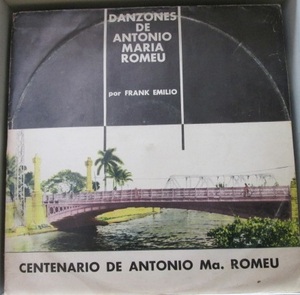 DANZONES
DE
ANTONIO
MARIA
ROMEU
por FRANK EMILIO
CENTENARIO DE ANTONIO Ma. ROMEU